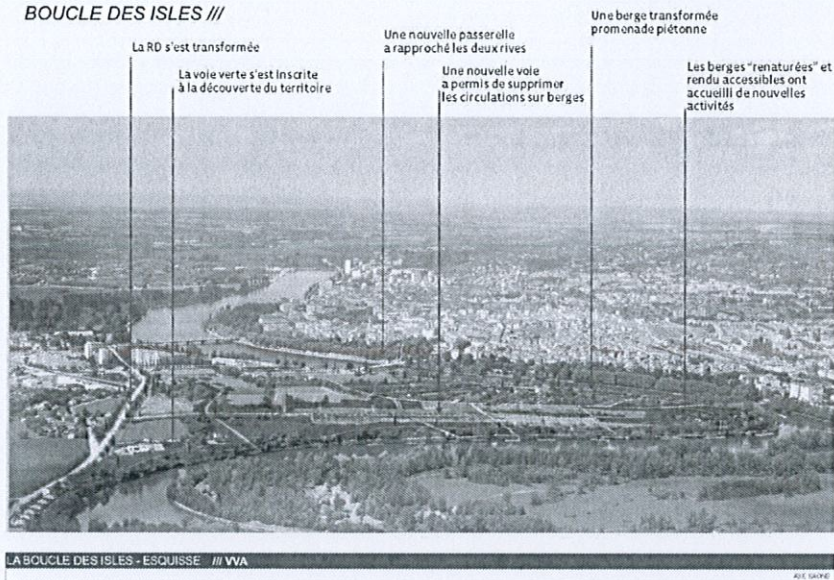 BOUCLE DES ISLES ///
La RD s'est transformée
La voie verte s'est inscrite
à la découverte du territoire
Une nouvelle passerelle
a rapproché les deux rives
Une nouvelle voie
a permis de supprimer
les circulations sur berges
Une berge transformée
promenade piétonne
Les berges "renaturées" et
rendu accessibles ont
accueilli de nouvelles
activités
LA BOUCLE DES ISLES - ESQUISSE /// VVA